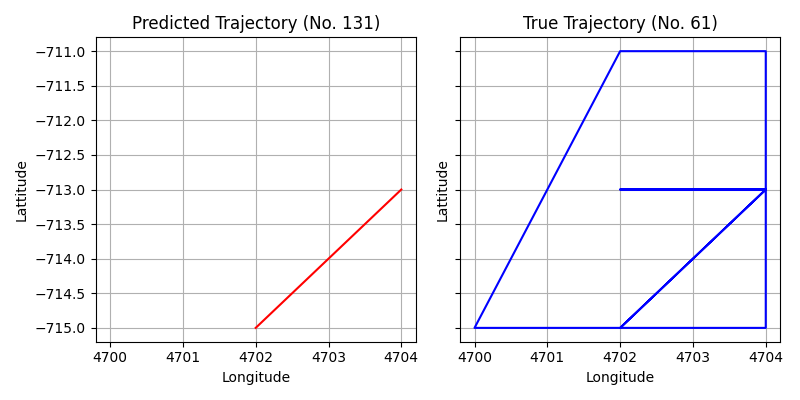 Predicted Trajectory (No. 131)
Lattitude
−711.0
−711.5
−712.0
−712.5
−713.0
−713.5
−714.0
−714.5
−715.0
4700 4701 4702 4703 4704
Longitude
True Trajectory (No. 61)
Lattitude
4700 4701 4702 4703 4704
Longitude